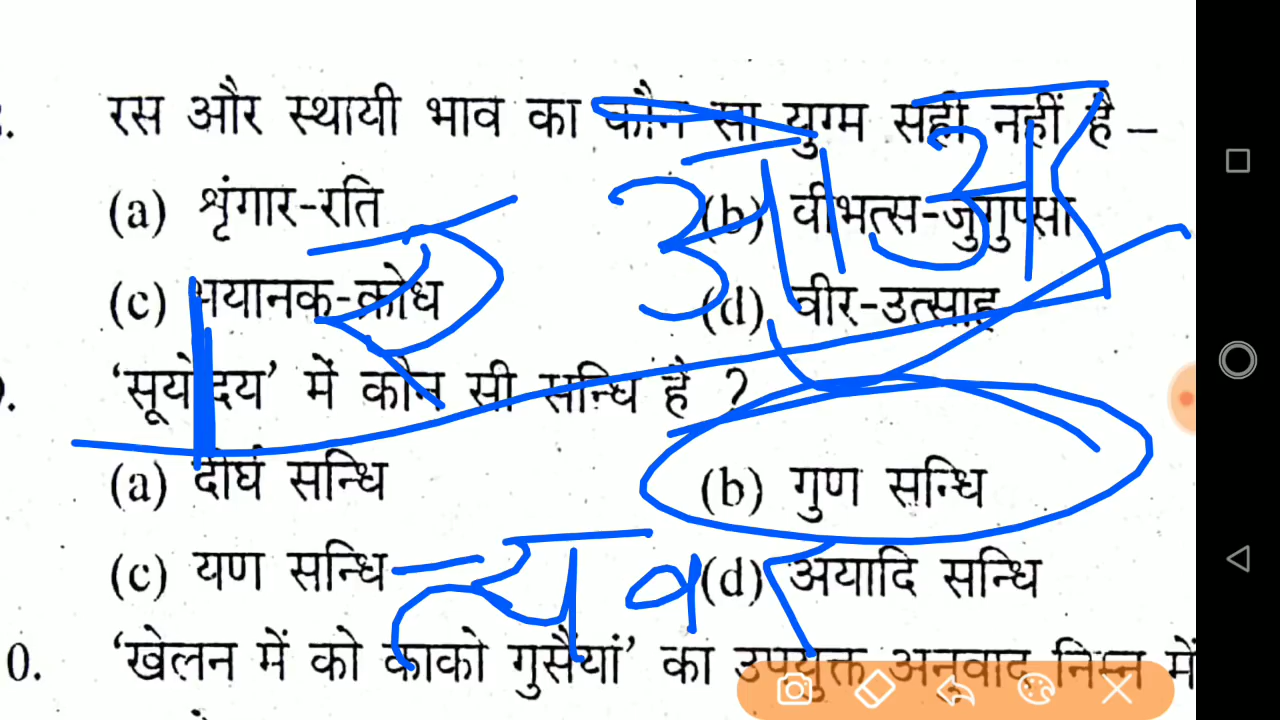 रस और स्थायी भाव का कौन सा युग्म सही नहीं है –
(a) श्रृंगार-रति (b) वीभत्स-जुगुप्सा
(c) भयानक-क्रोध (d) वीर-उत्साह
‘सूर्योदय’ में कौन सी सन्धि है ?
(a) दीर्घ सन्धि (b) गुण सन्धि
(c) यण सन्धि (d) अयादि सन्धि
य व र
0. ‘खेलन में को काको गुसैंयां’ का उपयुक्त अनुवाद निम्न में